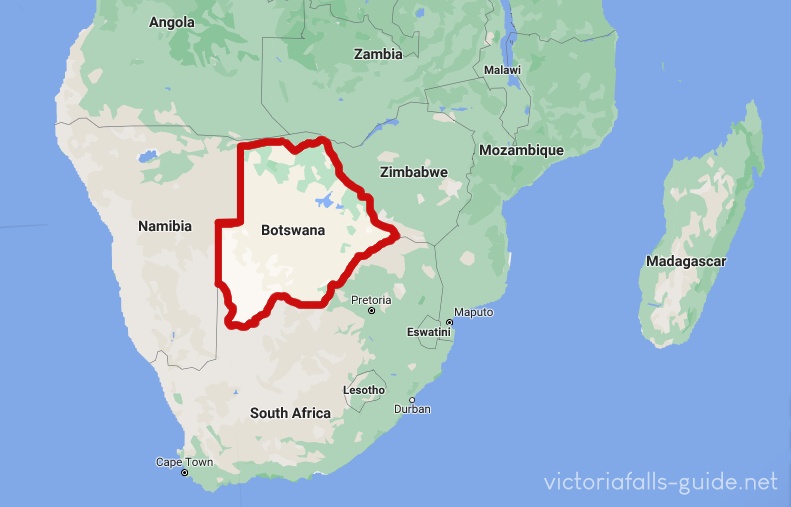 Angola
Zambia
Malawi
Mozambique
Zimbabwe
Namibia
Botswana
Madagascar
Pretoria
Maputo
Eswatini
Lesotho
South Africa
Durban
Cape Town
victoriafalls-guide.net